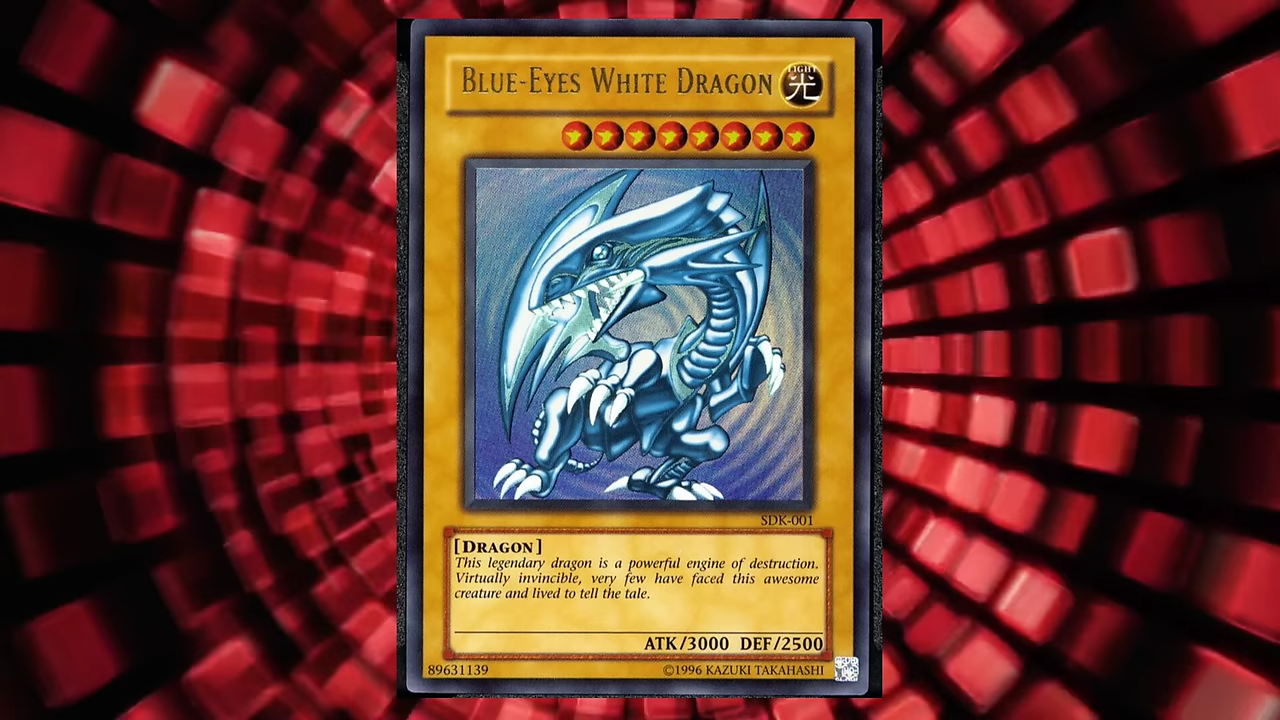 BLUE-EYES WHITE DRAGON
LIGHT
光
SDK-001
[DRAGON]
This legendary dragon is a powerful engine of destruction.
Virtually invincible, very few have faced this awesome
creature and lived to tell the tale.
ATK/3000 DEF/2500
89631139
©1996 KAZUKI TAKAHASHI